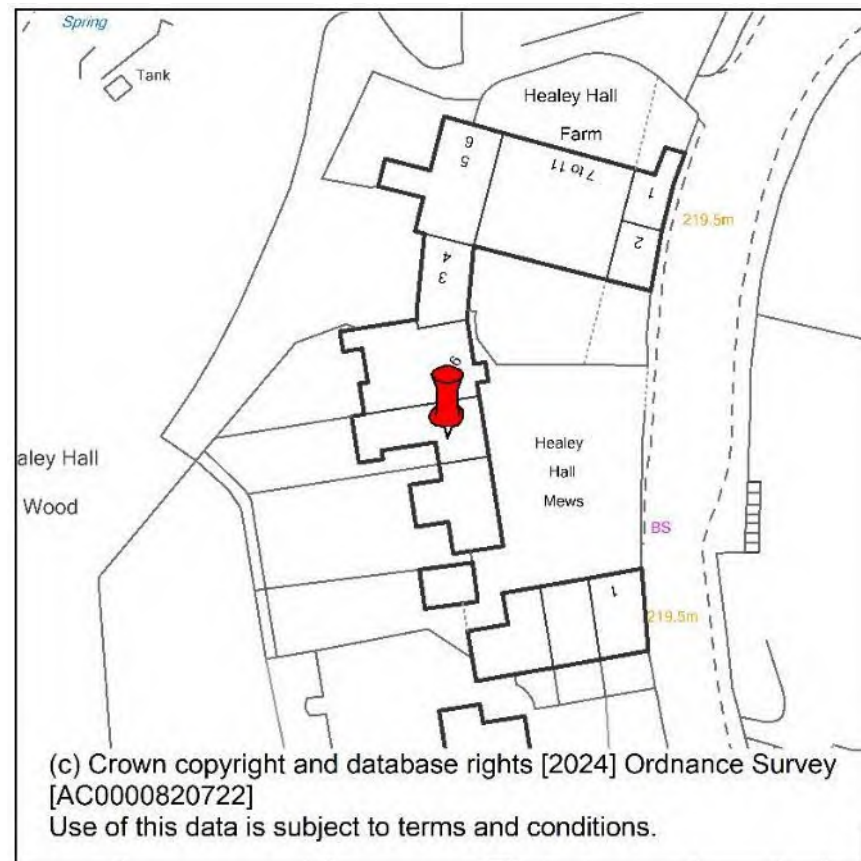 Spring
Tank
Healey Hall
Farm
6
5
7 to 11
1
2
219.5m
4
3
9
aley Hall
Wood
Healey
Hall
Mews
BS
1
219.5m
(c) Crown copyright and database rights [2024] Ordnance Survey
[AC0000820722]
Use of this data is subject to terms and conditions.